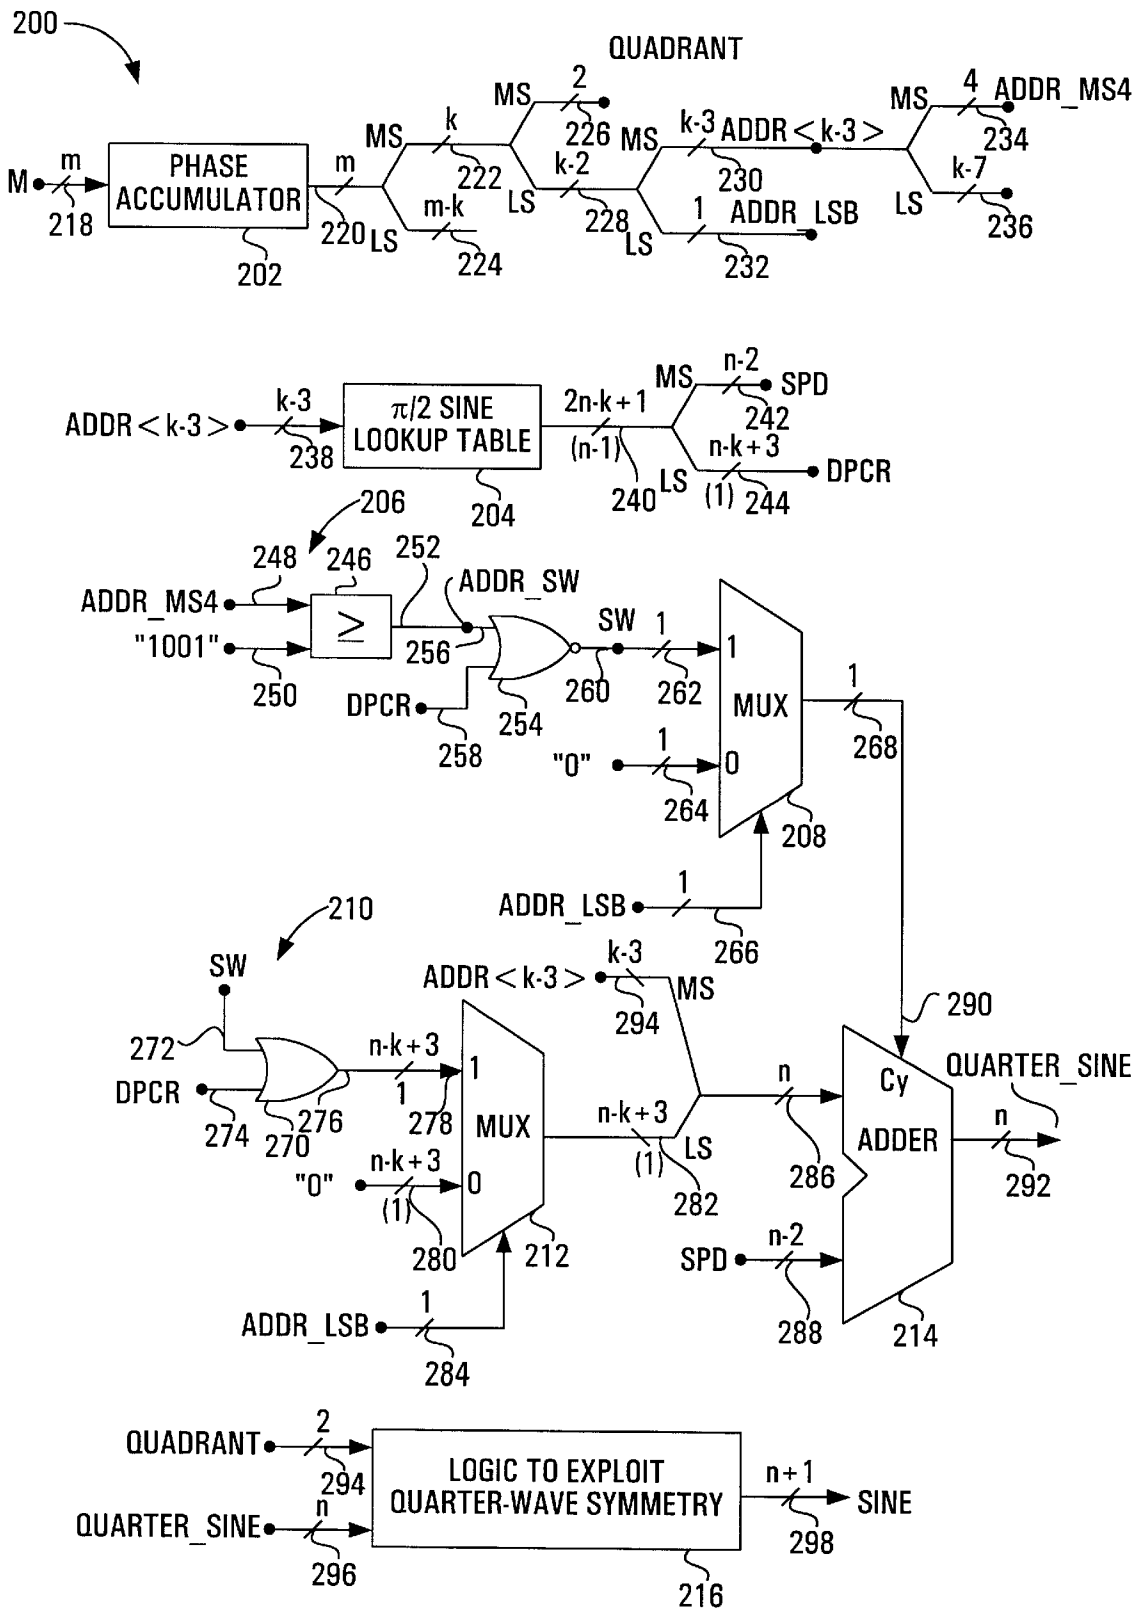 200
QUADRANT
M
m
218
PHASE
ACCUMULATOR
202
m
220
MS
LS
k
222
m-k
224
MS
LS
2
226
k-2
228
MS
LS
k-3
230
ADDR<k-3>
1
ADDR_LSB
232
MS
LS
4
ADDR_MS4
234
k-7
236
ADDR<k-3>
k-3
238
π/2 SINE
LOOKUP TABLE
204
2n-k+1
(n-1)
240
MS
n-2
SPD
242
LS
n-k+3
(1)
244
DPCR
206
248
246
252
ADDR_SW
ADDR_MS4
≥
"1001"
250
256
254
DPCR
258
SW
260
1
262
1
MUX
0
"0"
1
264
208
1
268
ADDR_LSB
1
266
210
SW
272
DPCR
274
270
276
n-k+3
1
278
1
MUX
0
"0"
n-k+3
(1)
280
212
ADDR_LSB
1
284
ADDR<k-3>
k-3
294
MS
n-k+3
(1)
LS
282
n
286
290
Cy
ADDER
SPD
n-2
288
214
QUARTER_SINE
n
292
QUADRANT
2
294
QUARTER_SINE
n
296
LOGIC TO EXPLOIT
QUARTER-WAVE SYMMETRY
216
n+1
298
SINE